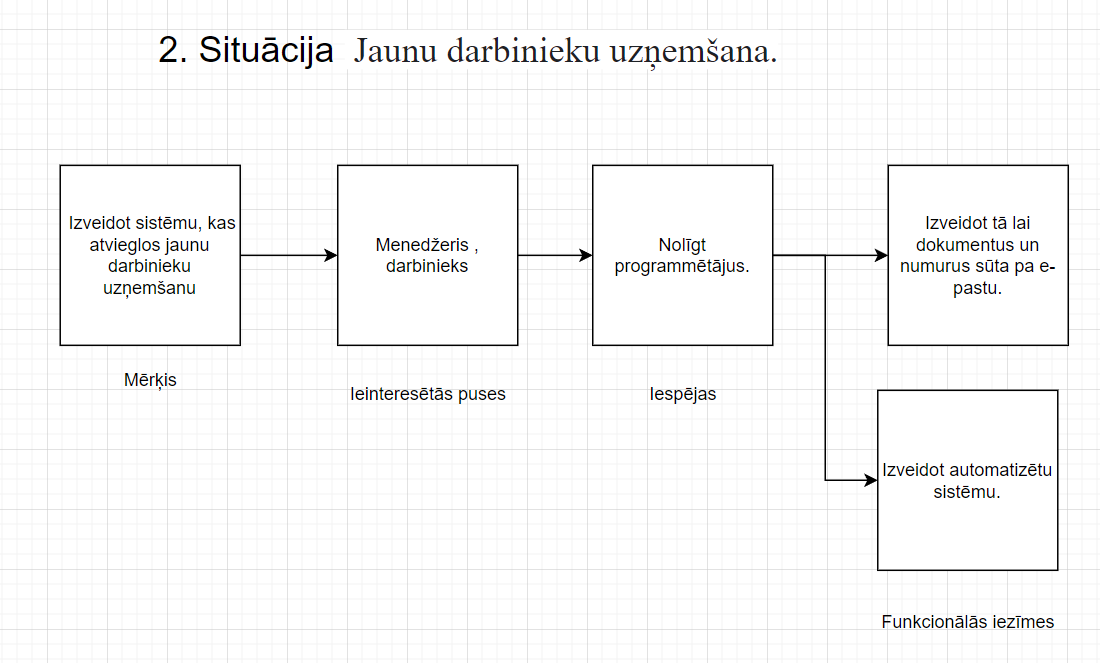 2. Situācija Jaunu darbinieku uzņemšana.
Izveidot sistēmu, kas
atvieglos jaunu
darbinieku
uzņemšanu
Mērķis
Menedžeris ,
darbinieks
Ieinteresētās puses
Nolīgt
programmētājus.
Iespējas
Izveidot tā lai
dokumentus un
numurus sūta pa e-
pastu.
Izveidot automatizētu
sistēmu.
Funkcionālās iezīmes